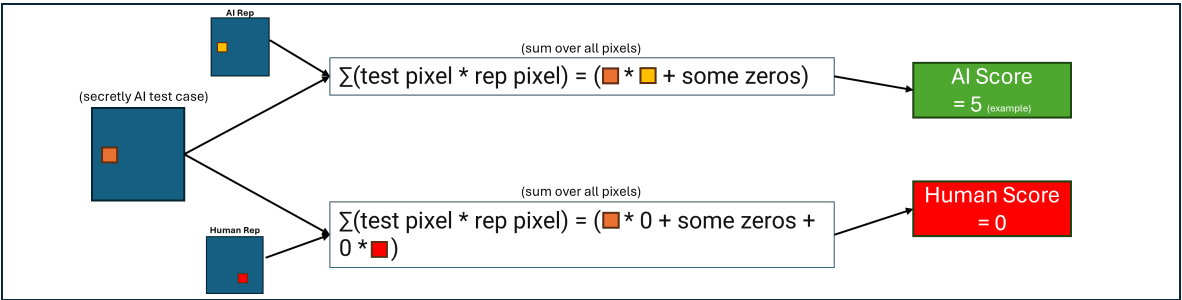 AI Rep
(sum over all pixels)
∑(test pixel * rep pixel) = ( * + some zeros)
AI Score
= 5 (example)
(secretly AI test case)
(sum over all pixels)
∑(test pixel * rep pixel) = ( * 0 + some zeros +
0 * )
Human Score
= 0
Human Rep